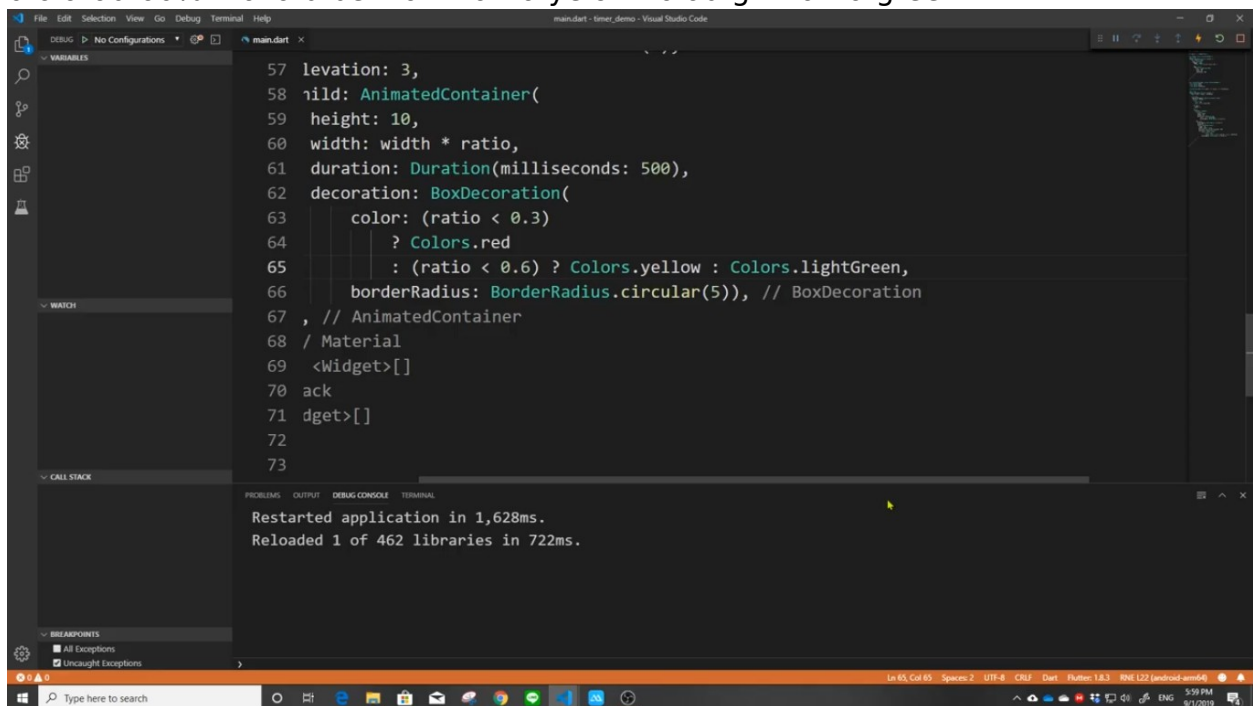 File Edit Selection View Go Debug Terminal Help
main.dart - timer_demo - Visual Studio Code
DEBUG No Configurations
main.dart ×
VARIABLES
57 levation: 3,
58 hild: AnimatedContainer(
59 height: 10,
60 width: width * ratio,
61 duration: Duration(milliseconds: 500),
62 decoration: BoxDecoration(
63 color: (ratio < 0.3)
64 ? Colors.red
65 : (ratio < 0.6) ? Colors.yellow : Colors.lightGreen,
66 borderRadius: BorderRadius.circular(5)), // BoxDecoration
WATCH
67 , // AnimatedContainer
68 / Material
69 <Widget>[]
70 ack
71 dget>[]
72
73
CALL STACK
PROBLEMS OUTPUT DEBUG CONSOLE TERMINAL
Restarted application in 1,628ms.
Reloaded 1 of 462 libraries in 722ms.
BREAKPOINTS
All Exceptions
Uncaught Exceptions
0 0
Ln 65, Col 65 Spaces: 2 UTF-8 CRLF Dart Flutter: 1.8.3 RNE L22 (android-arm64)
Type here to search
ENG
5:59 PM
9/1/2019